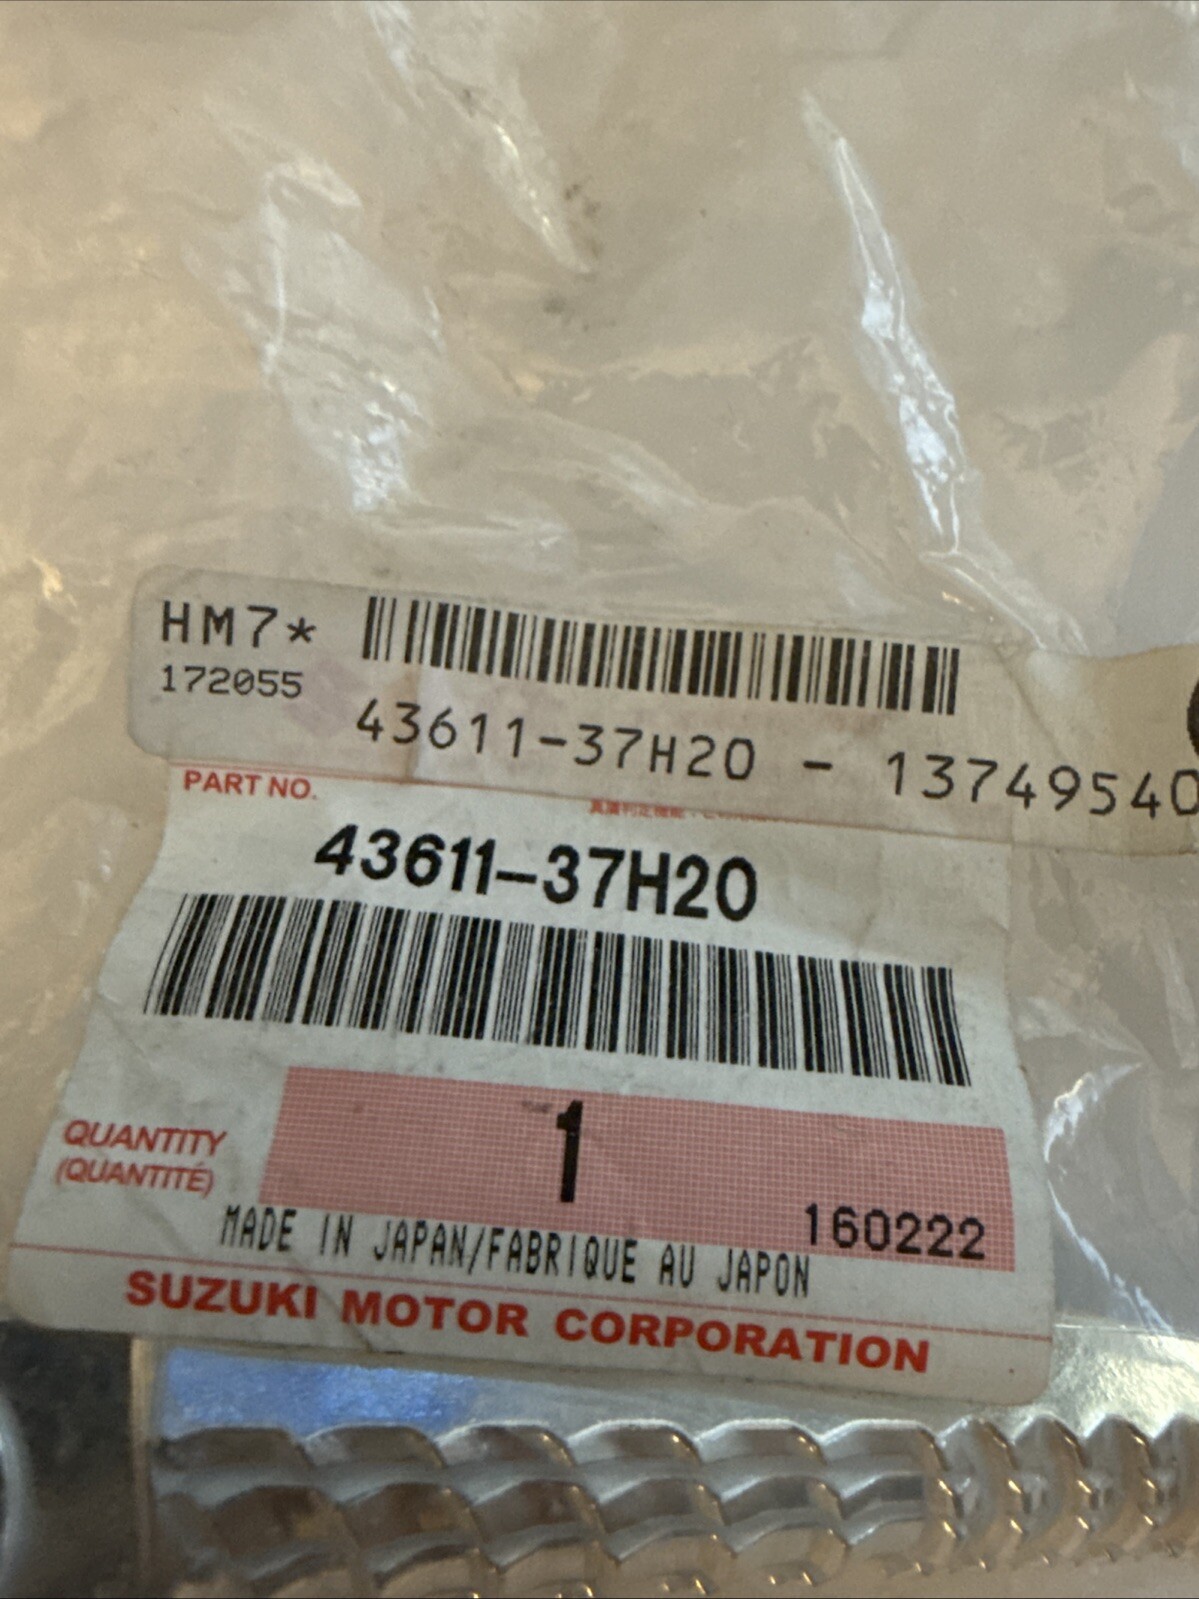 HM7*
172055
43611-37H20 - 13749540
PART NO.
43611-37H20
QUANTITY
(QUANTITÉ)
1
160222
MADE IN JAPAN/FABRIQUE AU JAPON
SUZUKI MOTOR CORPORATION